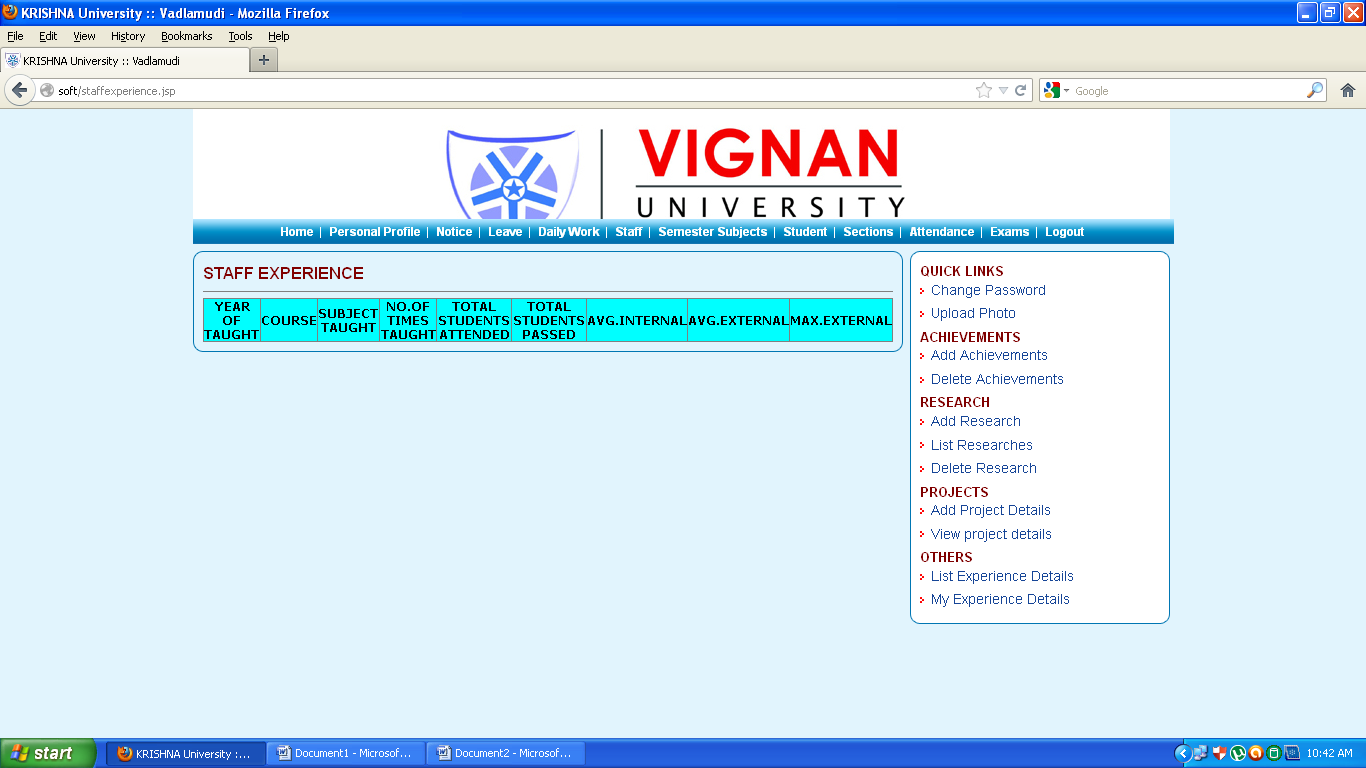 KRISHNA University :: Vadlamudi - Mozilla Firefox
File Edit View History Bookmarks Tools Help
KRISHNA University :: Vadlamudi
soft/staffexperience.jsp
Google
VIGNAN
UNIVERSITY
Home | Personal Profile | Notice | Leave | Daily Work | Staff | Semester Subjects | Student | Sections | Attendance | Exams | Logout
STAFF EXPERIENCE
YEAR OF TAUGHT COURSE SUBJECT TAUGHT NO.OF TIMES TAUGHT TOTAL STUDENTS ATTENDED TOTAL STUDENTS PASSED AVG.INTERNAL AVG.EXTERNAL MAX.EXTERNAL
QUICK LINKS
Change Password
Upload Photo
ACHIEVEMENTS
Add Achievements
Delete Achievements
RESEARCH
Add Research
List Researches
Delete Research
PROJECTS
Add Project Details
View project details
OTHERS
List Experience Details
My Experience Details
start KRISHNA University :... Document1 - Microsof... Document2 - Microsof... 10:42 AM